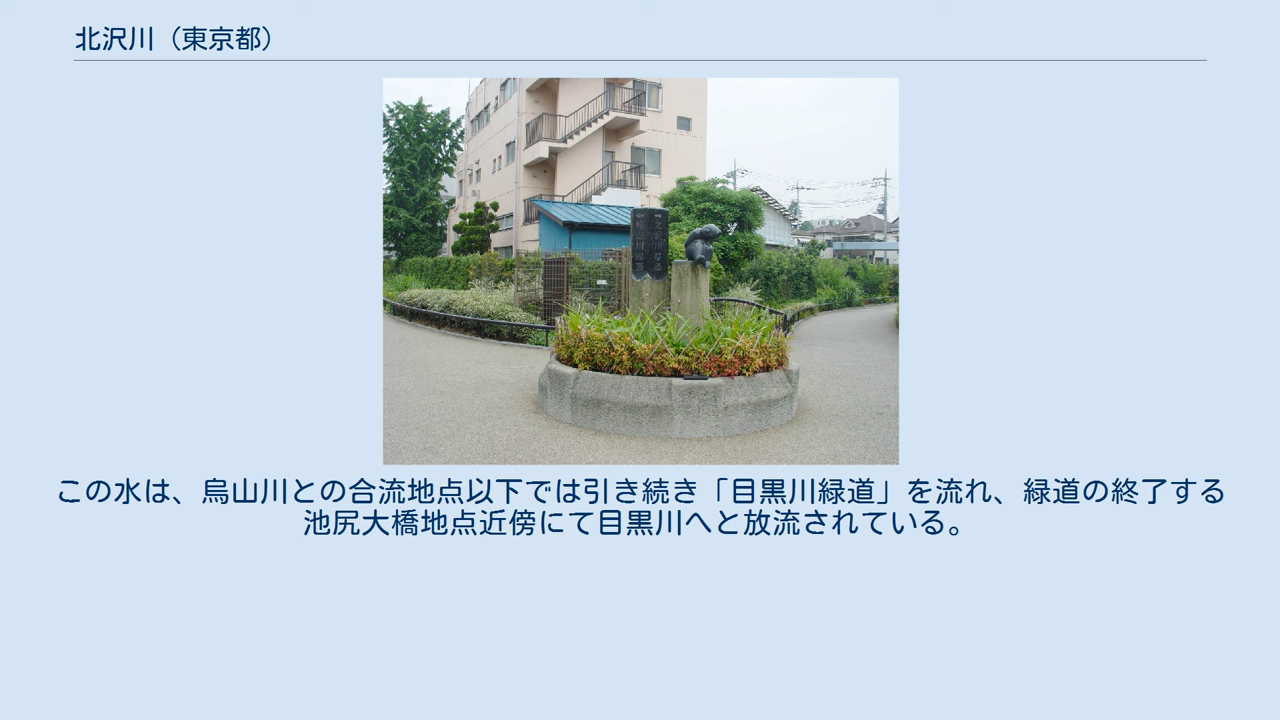 北沢川（東京都）
この水は、烏山川との合流地点以下では引き続き「目黒川緑道」を流れ、緑道の終了する
池尻大橋地点近傍にて目黒川へと放流されている。